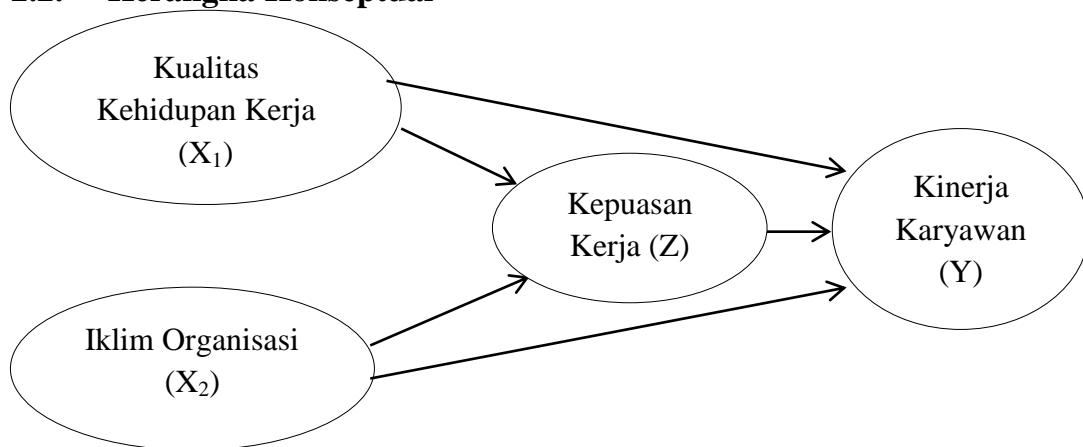 Kerangka Konseptual
Kualitas
Kehidupan Kerja
(X₁)
Kepuasan
Kerja (Z)
Kinerja
Karyawan
(Y)
Iklim Organisasi
(X₂)